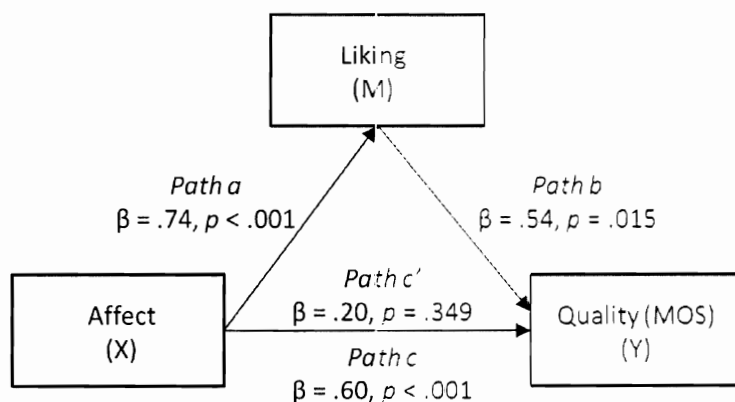 Liking
(M)
Path a
β = .74, p < .001
Path b
β = .54, p = .015
Affect
(X)
Path c'
β = .20, p = .349
Quality (MOS)
(Y)
Path c
β = .60, p < .001